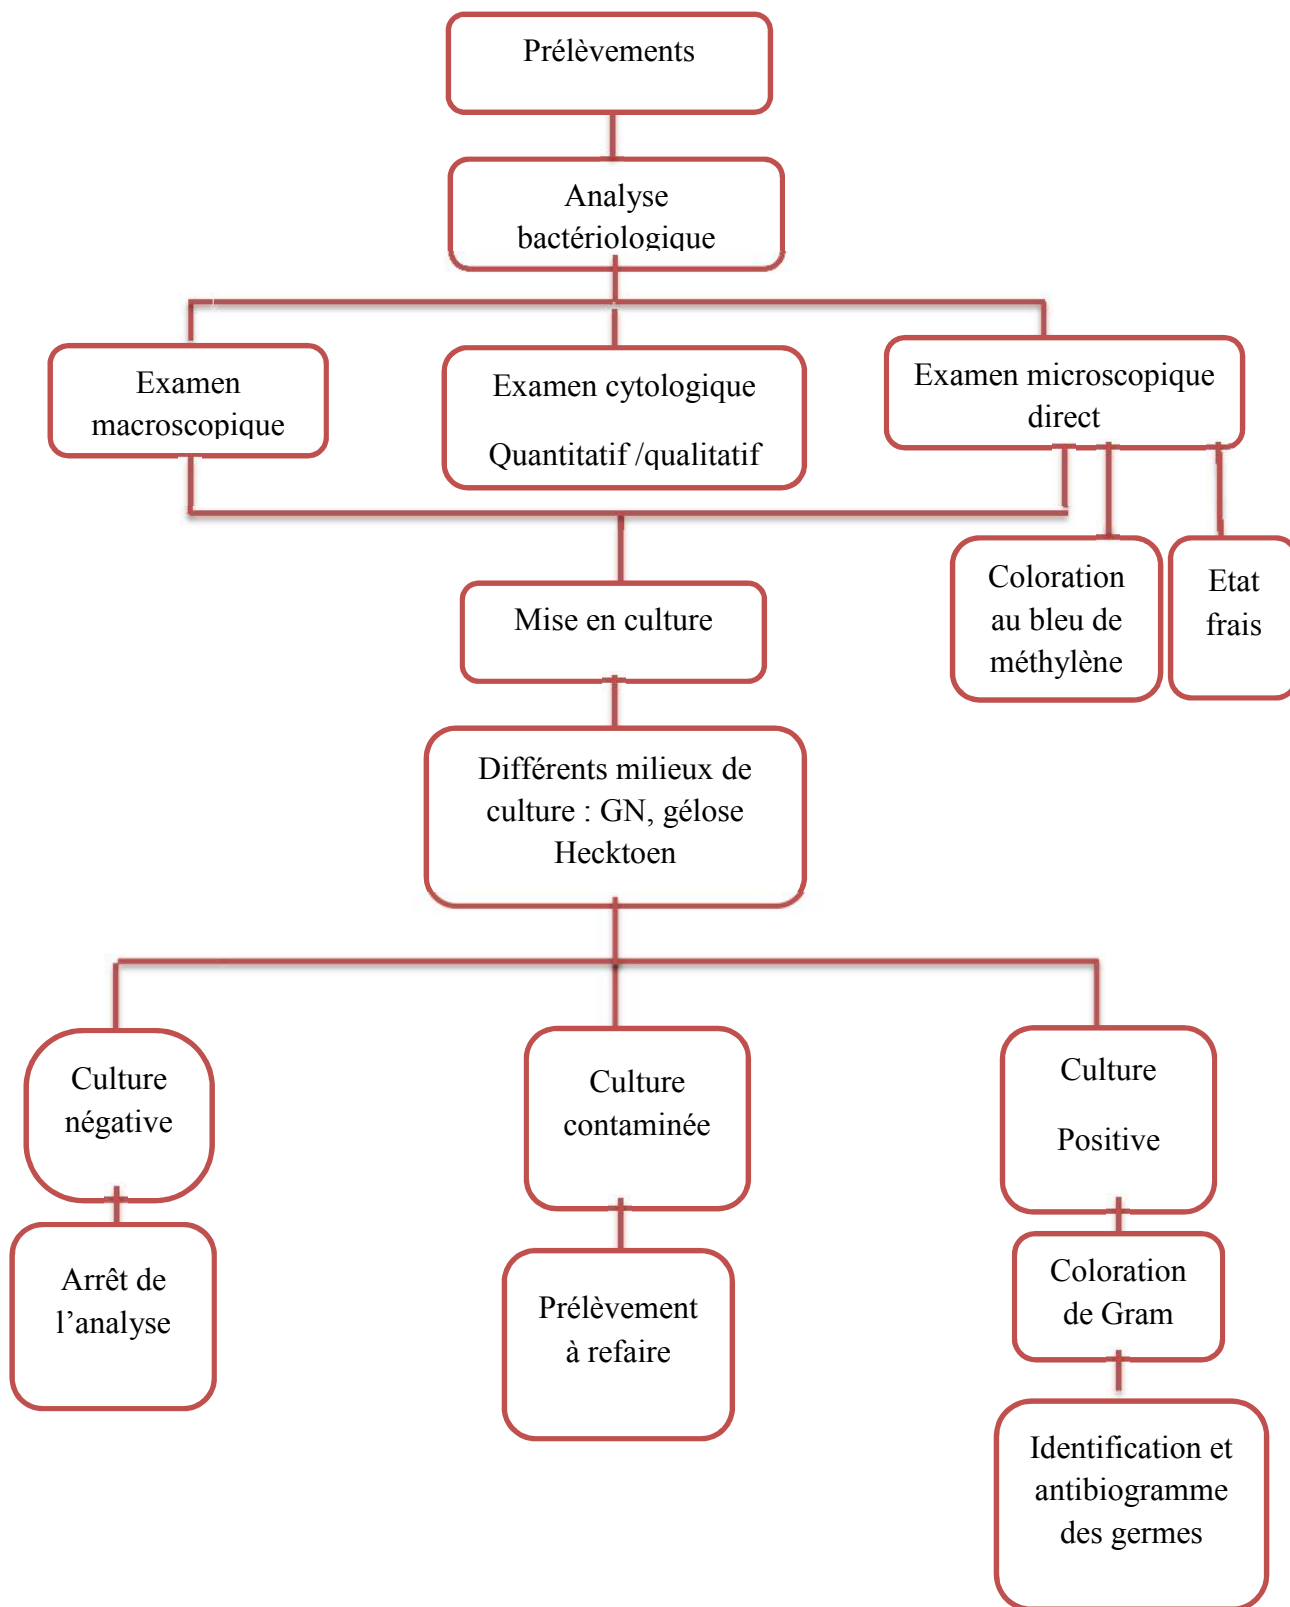 Prélèvements
Analyse
bactériologique
Examen
macroscopique
Examen cytologique
Quantitatif /qualitatif
Examen microscopique
direct
Coloration
au bleu de
méthylène
Etat
frais
Mise en culture
Différents milieux de
culture : GN, gélose
Hecktoen
Culture
négative
Culture
contaminée
Culture
Positive
Arrêt de
l’analyse
Prélèvement
à refaire
Coloration
de Gram
Identification et
antibiogramme
des germes